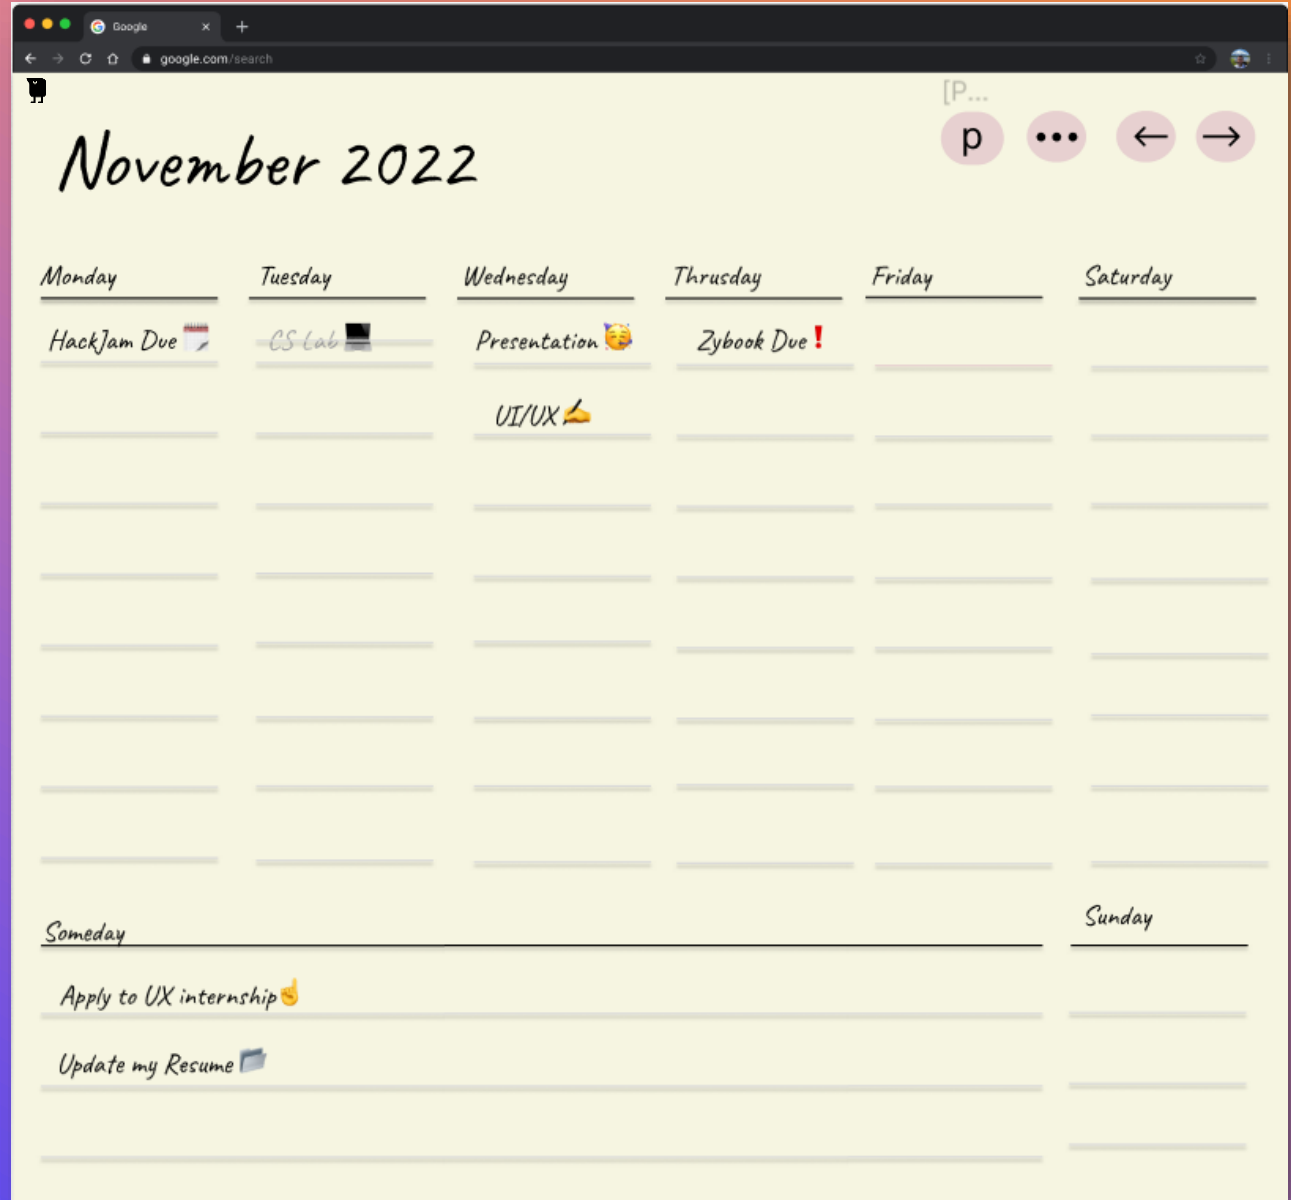 Google
google.com/search
[P...
p
November 2022
Monday Tuesday Wednesday Thrusday Friday Saturday
HackJam Due CS Lab Presentation Zybook Due❗
UI/UX
Someday Sunday
Apply to UX internship
Update my Resume